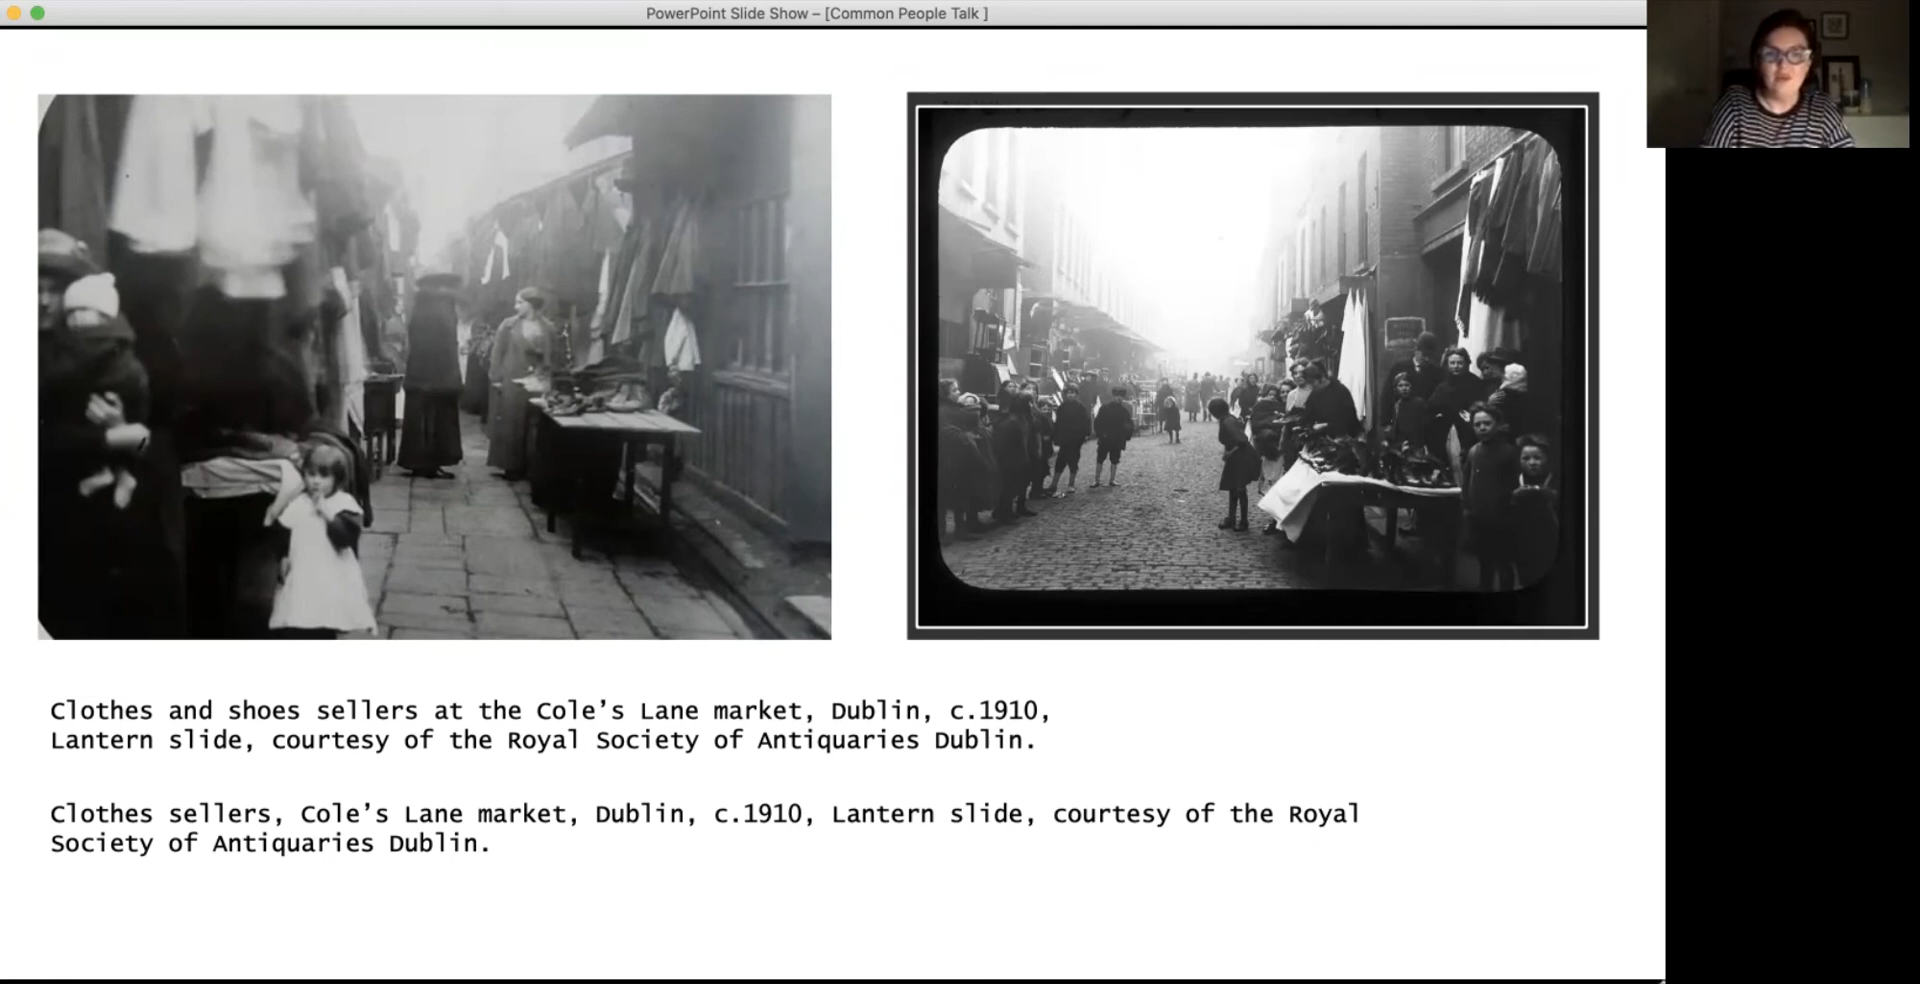 PowerPoint Slide Show – [Common People Talk ]
Clothes and shoes sellers at the Cole’s Lane market, Dublin, c.1910,
Lantern slide, courtesy of the Royal Society of Antiquaries Dublin.
Clothes sellers, Cole’s Lane market, Dublin, c.1910, Lantern slide, courtesy of the Royal
Society of Antiquaries Dublin.